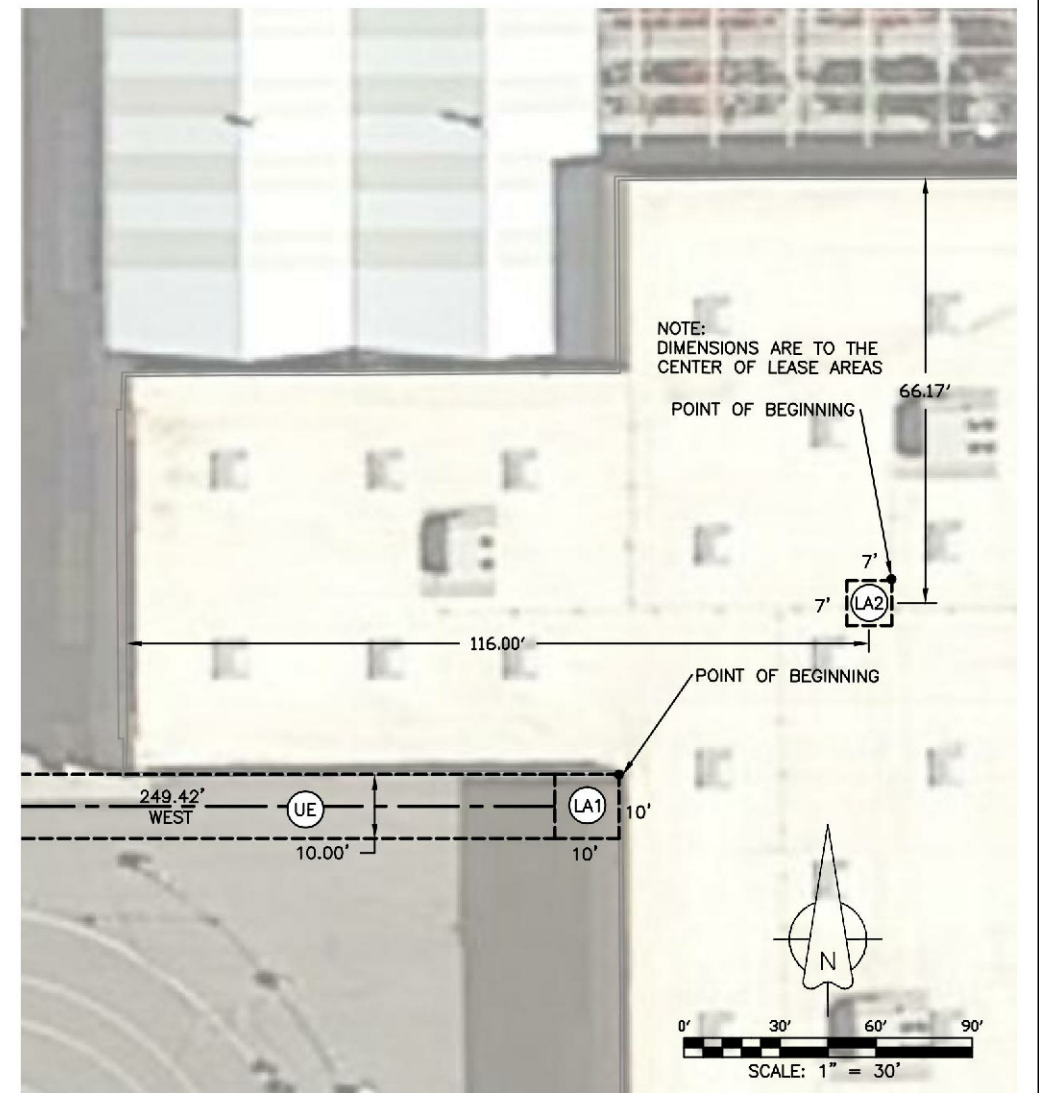 NOTE:
DIMENSIONS ARE TO THE
CENTER OF LEASE AREAS
66.17'
POINT OF BEGINNING
7'
7'
LA2
116.00'
POINT OF BEGINNING
249.42'
WEST
UE
LA1
10'
10.00'
10'
N
0' 30' 60' 90'
SCALE: 1" = 30'